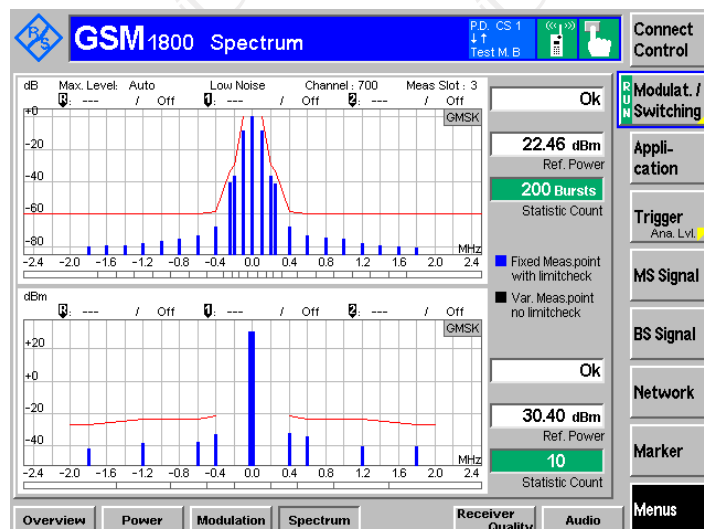 R&S
GSM 1800 Spectrum
P.D. CS 1
Test M. B
Connect Control
dB Max. Level: Auto Low Noise Channel : 700 Meas Slot : 3
R: --- / Off 1: --- / Off 2: --- / Off
GMSK
+0
-20
-40
-60
-80
MHz
-2.4 -2.0 -1.6 -1.2 -0.8 -0.4 0.0 0.4 0.8 1.2 1.6 2.0 2.4
Ok
22.46 dBm
Ref. Power
200 Bursts
Statistic Count
Fixed Meas.point
with limitcheck
Var. Meas.point
no limitcheck
dBm
R: --- / Off 1: --- / Off 2: --- / Off
GMSK
+20
+0
-20
-40
MHz
-2.4 -2.0 -1.6 -1.2 -0.8 -0.4 0.0 0.4 0.8 1.2 1.6 2.0 2.4
Ok
30.40 dBm
Ref. Power
10
Statistic Count
RUN
Modulat. /
Switching
Appli-
cation
Trigger
Ana. Lvl.
MS Signal
BS Signal
Network
Marker
Menus
Overview Power Modulation Spectrum Receiver Quality Audio